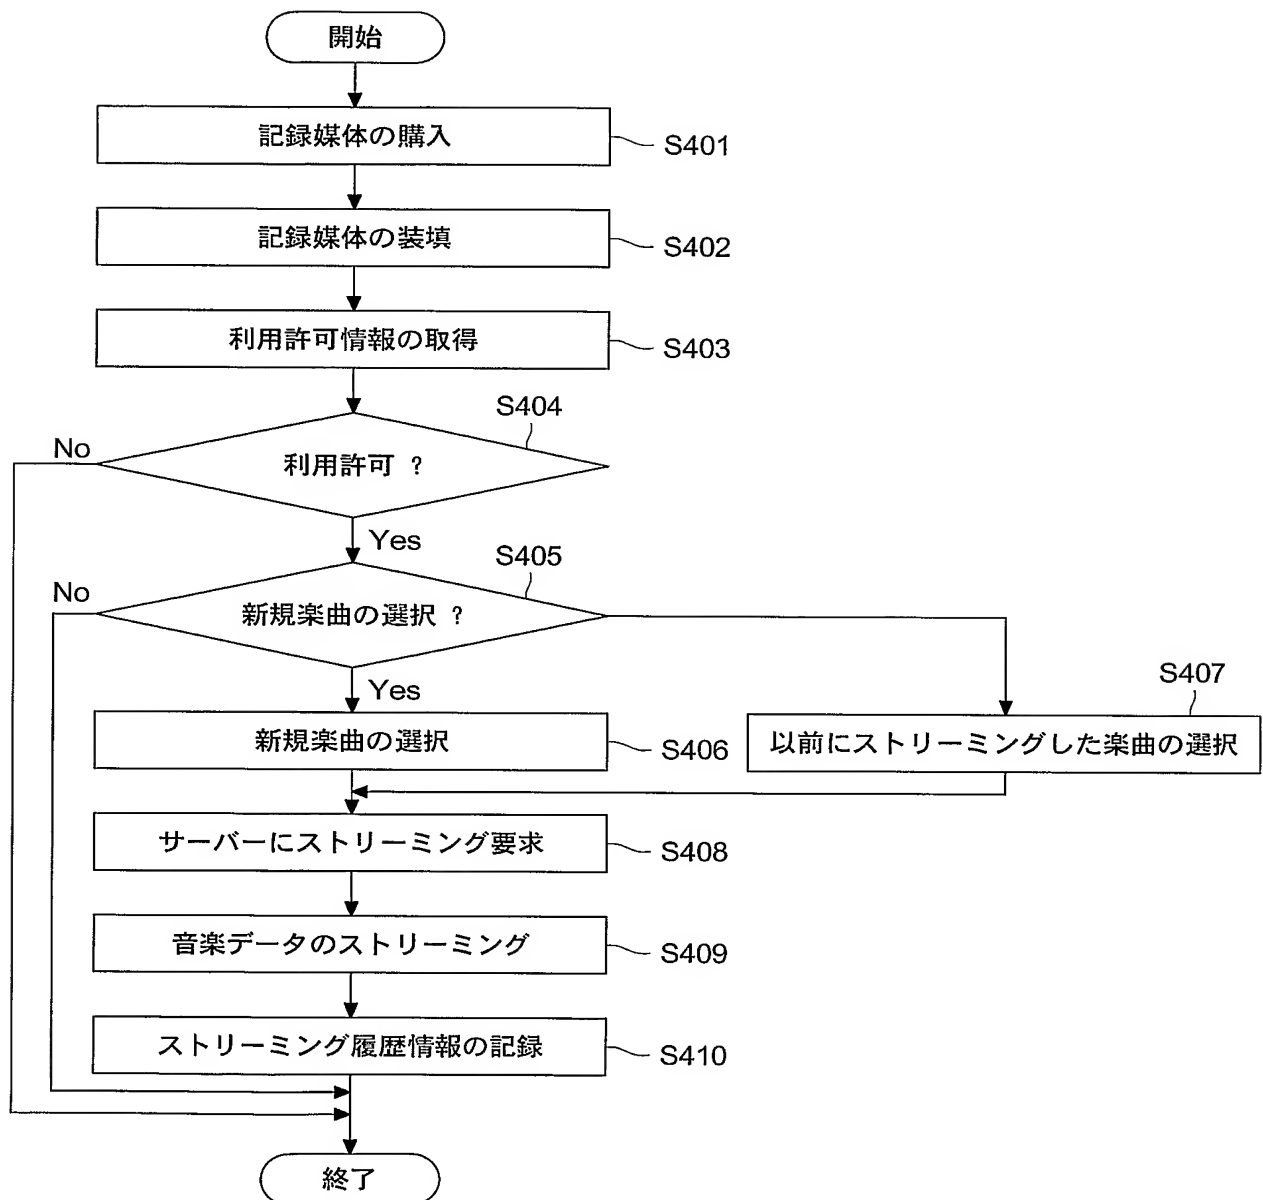 開始
記録媒体の購入
S401
記録媒体の装填
S402
利用許可情報の取得
S403
S404
No
利用許可 ?
Yes
S405
No
新規楽曲の選択 ?
Yes
S407
新規楽曲の選択
S406
以前にストリーミングした楽曲の選択
サーバーにストリーミング要求
S408
音楽データのストリーミング
S409
ストリーミング履歴情報の記録
S410
終了